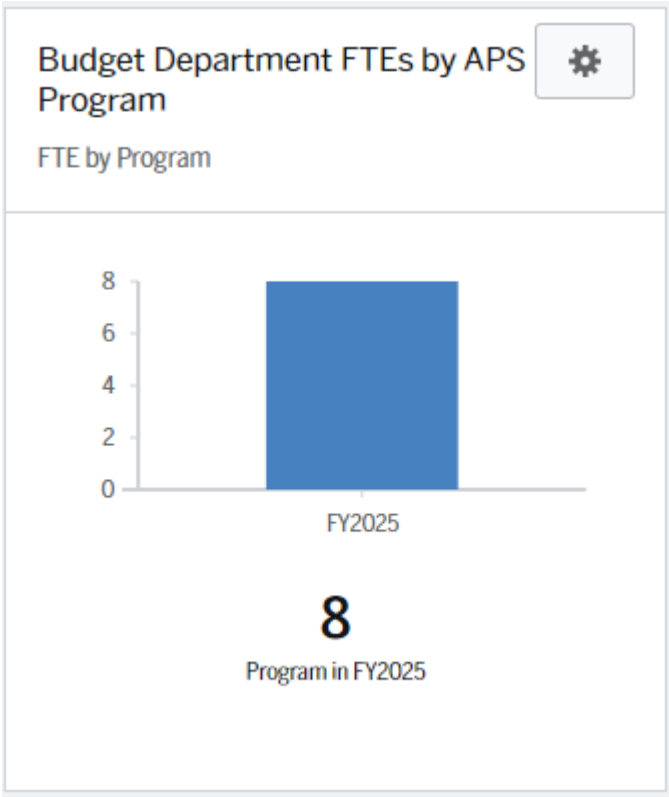 Budget Department FTEs by APS
Program
FTE by Program
8
6
4
2
0
FY2025
8
Program in FY2025